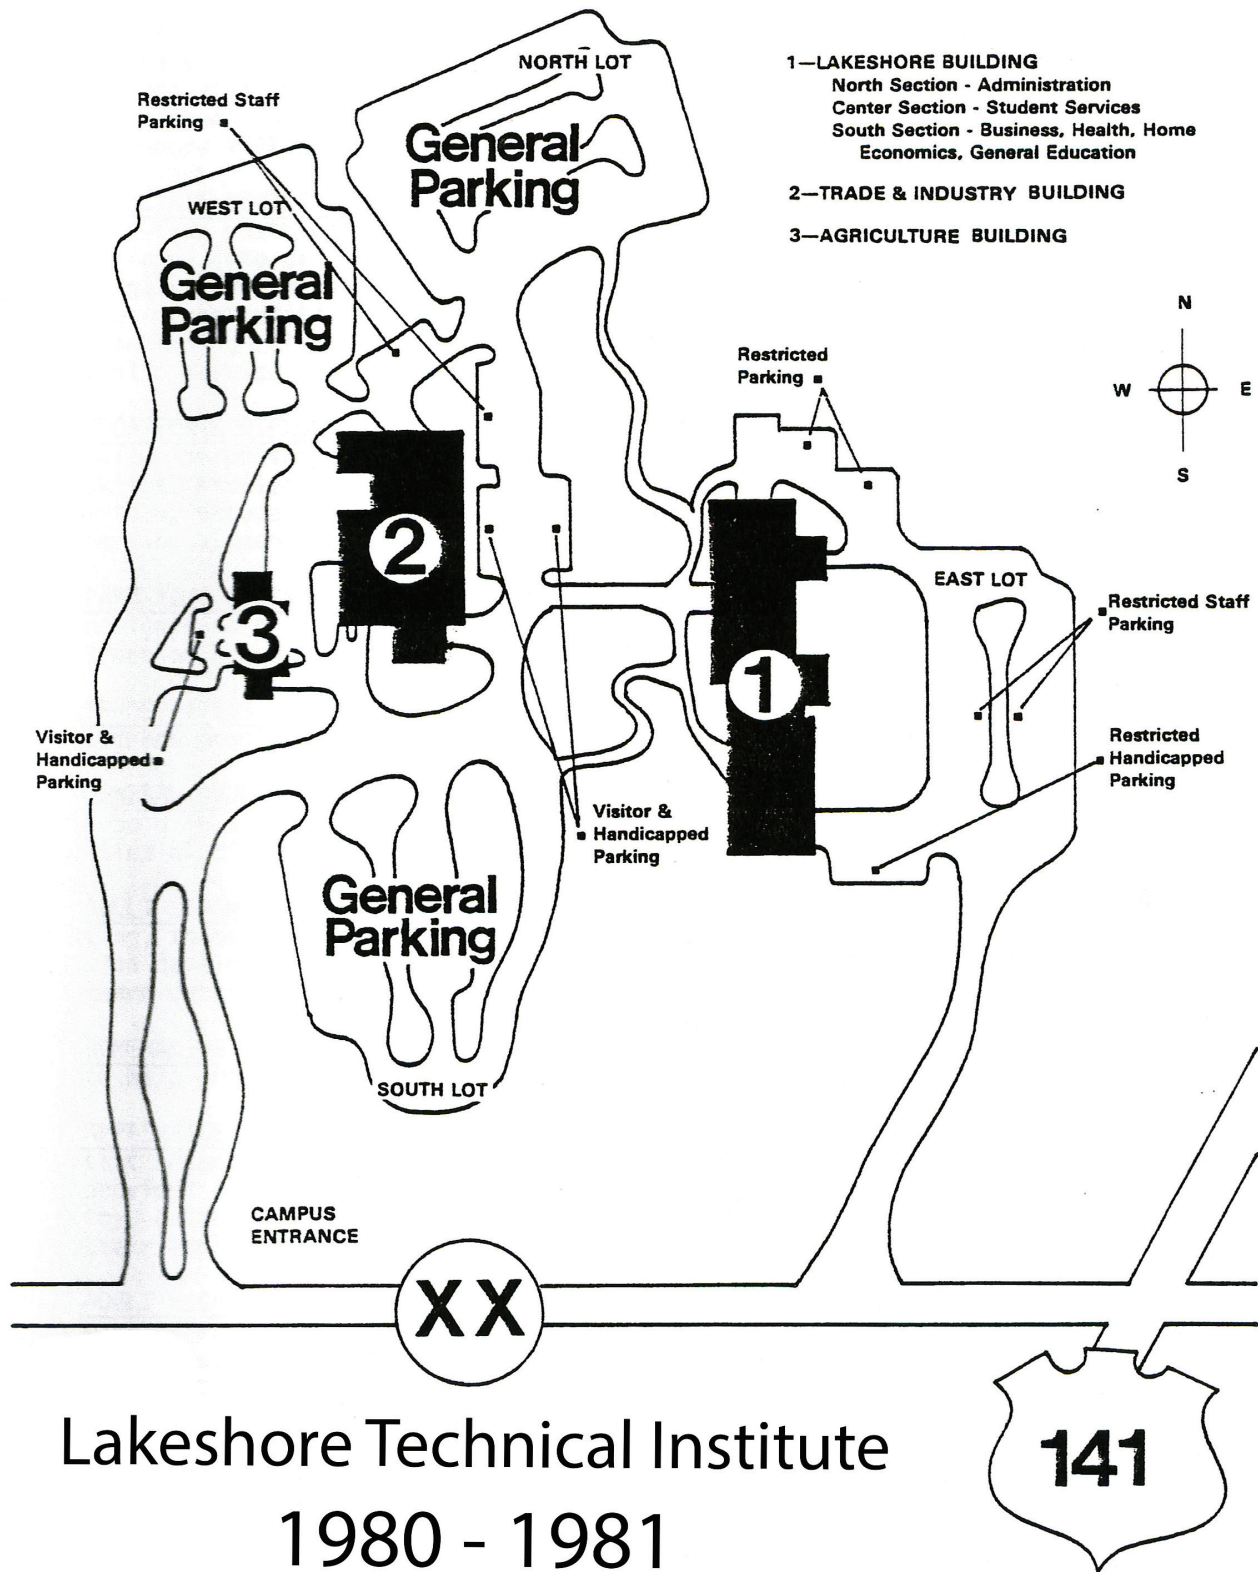 NORTH LOT
1—LAKESHORE BUILDING
North Section - Administration
Center Section - Student Services
South Section - Business, Health, Home
Economics, General Education
2—TRADE & INDUSTRY BUILDING
3—AGRICULTURE BUILDING
Restricted Staff
Parking
General
Parking
WEST LOT
General
Parking
N
W E
S
Restricted
Parking
2
3
1
EAST LOT
Restricted Staff
Parking
Restricted
Handicapped
Parking
Visitor &
Handicapped
Parking
Visitor &
Handicapped
Parking
General
Parking
SOUTH LOT
CAMPUS
ENTRANCE
XX
141
Lakeshore Technical Institute
1980 - 1981